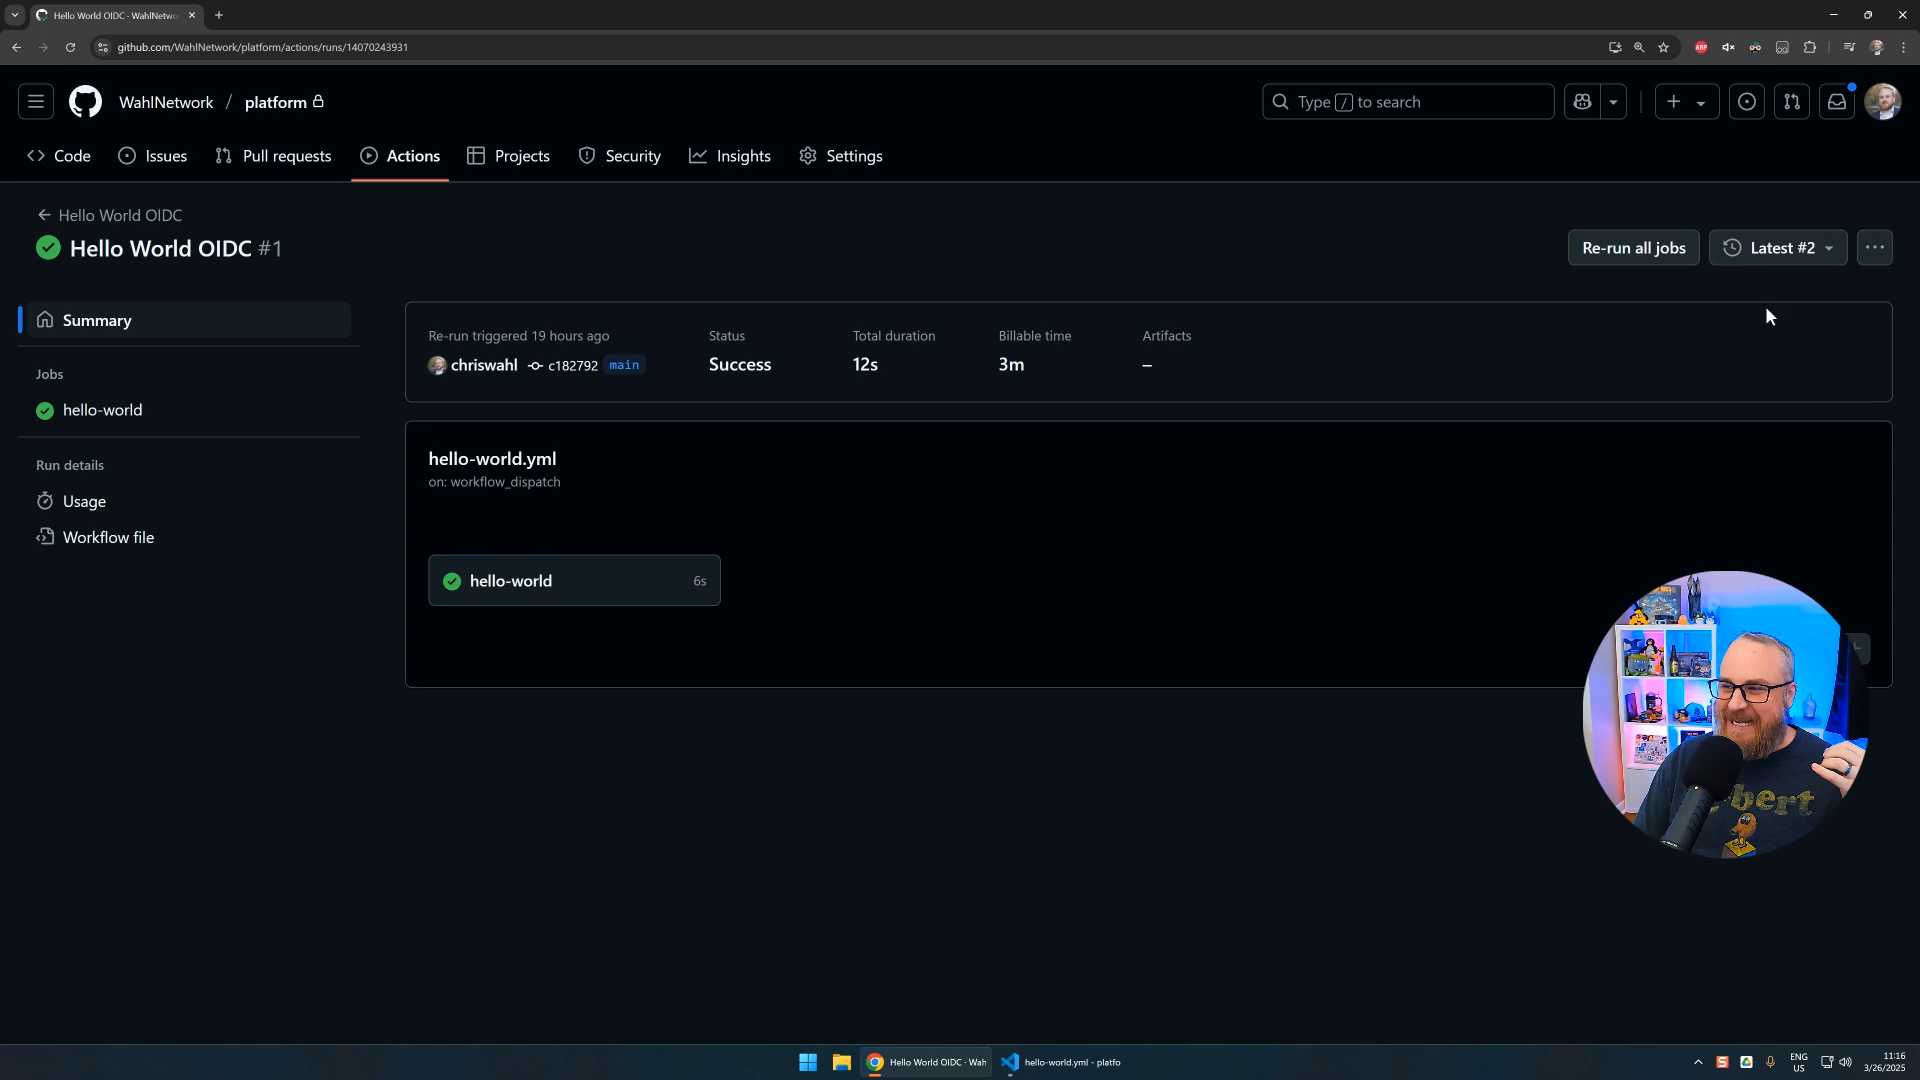 Hello World OIDC · WahlNetwo
github.com/WahlNetwork/platform/actions/runs/14070243931
ABP
WahlNetwork / platform
Type / to search
Code
Issues
Pull requests
Actions
Projects
Security
Insights
Settings
Hello World OIDC
Hello World OIDC #1
Re-run all jobs
Latest #2
Summary
Jobs
hello-world
Run details
Usage
Workflow file
Re-run triggered 19 hours ago
chriswahl c182792 main
Status
Success
Total duration
12s
Billable time
3m
Artifacts
–
hello-world.yml
on: workflow_dispatch
hello-world 6s
bert
Hello World OIDC · Wah
hello-world.yml - platfo
S
ENG
US
11:16
3/26/2025